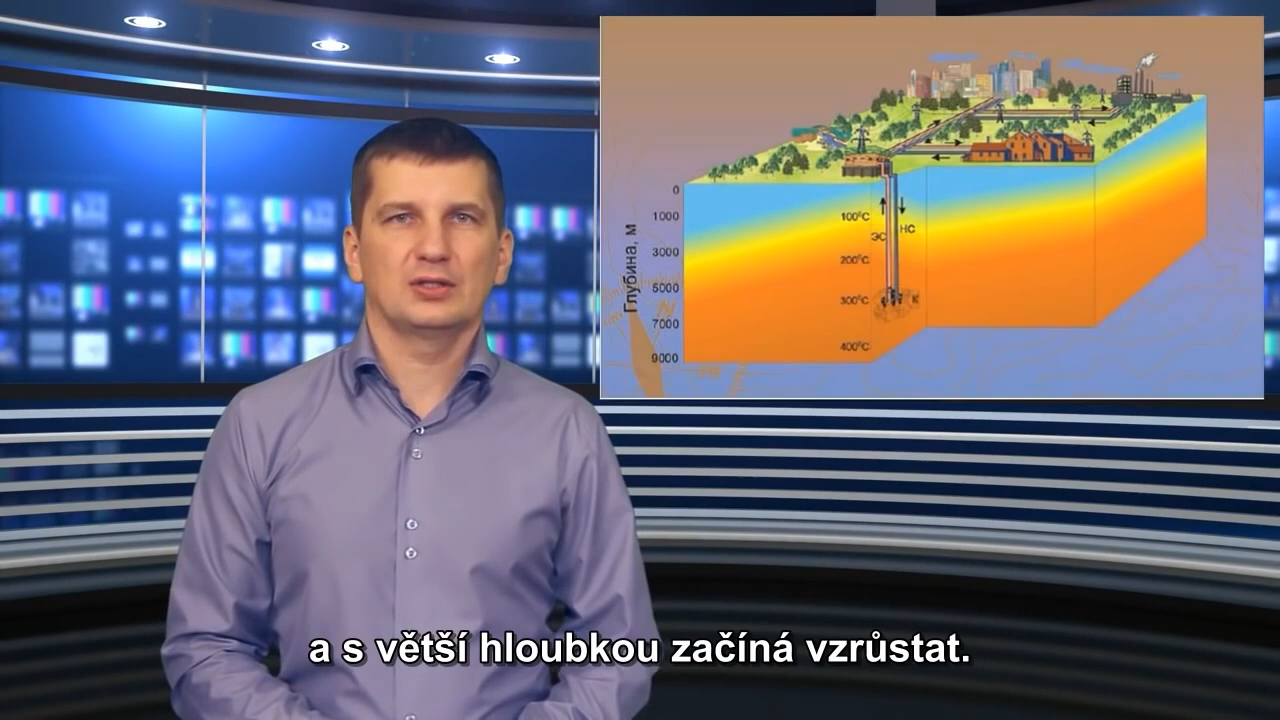 Глубина, м
0
1000
3000
5000
7000
9000
100°С
200°С
300°С
400°С
ЭС
НС
К
N
a s větší hloubkou začíná vzrůstat.